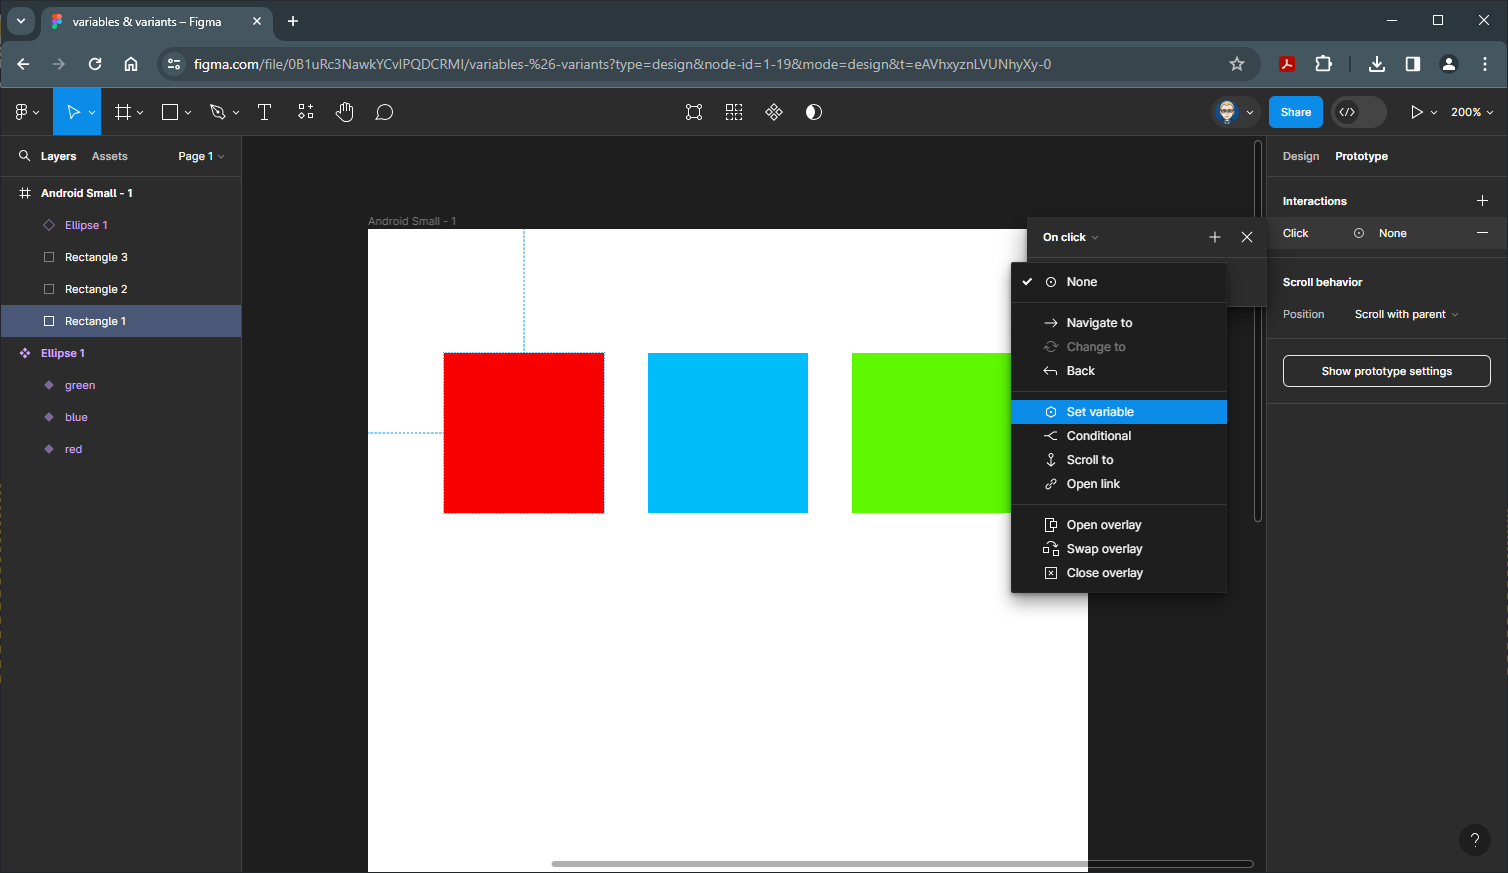 variables & variants – Figma
figma.com/file/0B1uRc3NawkYCvIPQDCRMI/variables-%26-variants?type=design&node-id=1-19&mode=design&t=eAVhxyznLVUNhyXy-0
Share
200%
Layers Assets Page 1
Android Small - 1
Ellipse 1
Rectangle 3
Rectangle 2
Rectangle 1
Ellipse 1
green
blue
red
Android Small - 1
On click
None
Navigate to
Change to
Back
Set variable
Conditional
Scroll to
Open link
Open overlay
Swap overlay
Close overlay
Design Prototype
Interactions
Click None
Scroll behavior
Position Scroll with parent
Show prototype settings
?